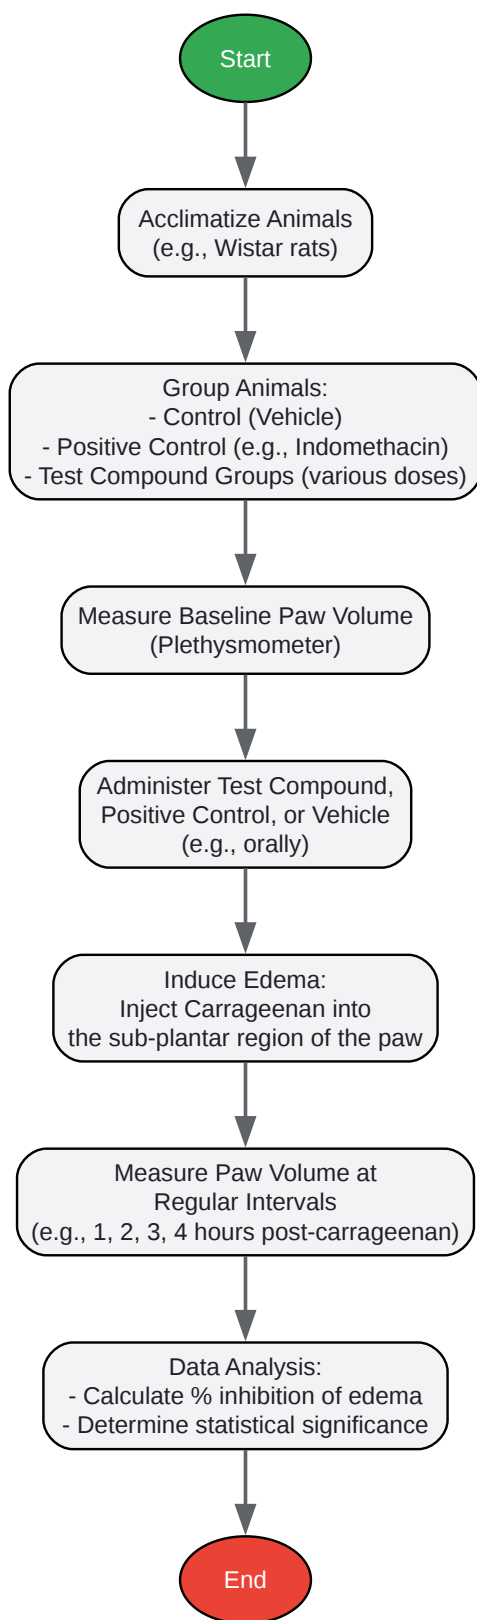 Start
Acclimatize Animals
(e.g., Wistar rats)
Group Animals:
- Control (Vehicle)
- Positive Control (e.g., Indomethacin)
- Test Compound Groups (various doses)
Measure Baseline Paw Volume
(Plethysmometer)
Administer Test Compound,
Positive Control, or Vehicle
(e.g., orally)
Induce Edema:
Inject Carrageenan into
the sub-plantar region of the paw
Measure Paw Volume at
Regular Intervals
(e.g., 1, 2, 3, 4 hours post-carrageenan)
Data Analysis:
- Calculate % inhibition of edema
- Determine statistical significance
End